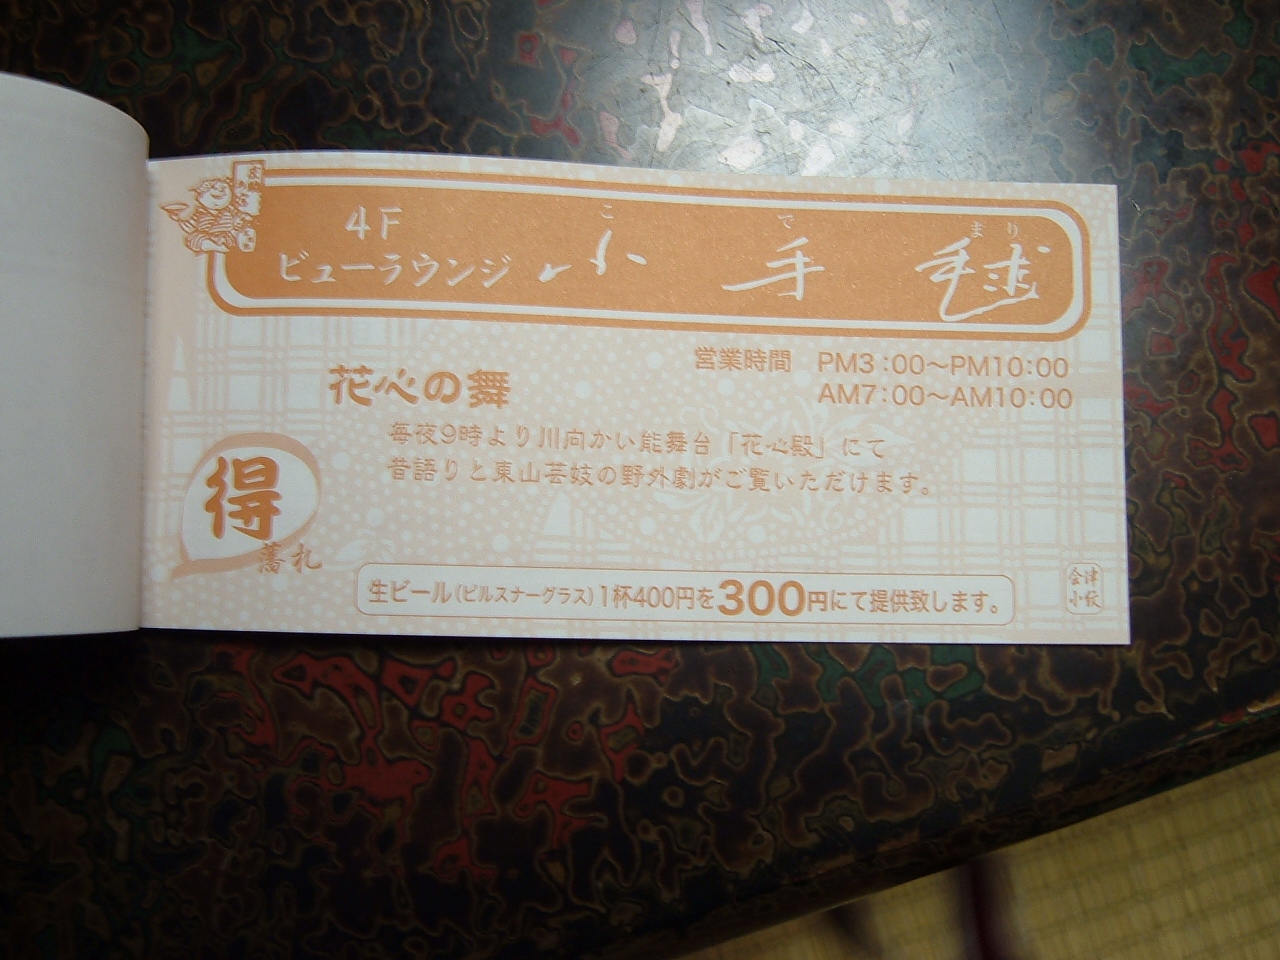 4F
ビューラウンジ
こ で まり
小手毬
営業時間 PM3:00〜PM10:00
AM7:00〜AM10:00
花心の舞
毎夜9時より川向かい能舞台「花心殿」にて
昔語りと東山芸妓の野外劇がご覧いただけます。
得
藩札
生ビール(ピルスナーグラス)1杯400円を300円にて提供致します。
会津
小紋